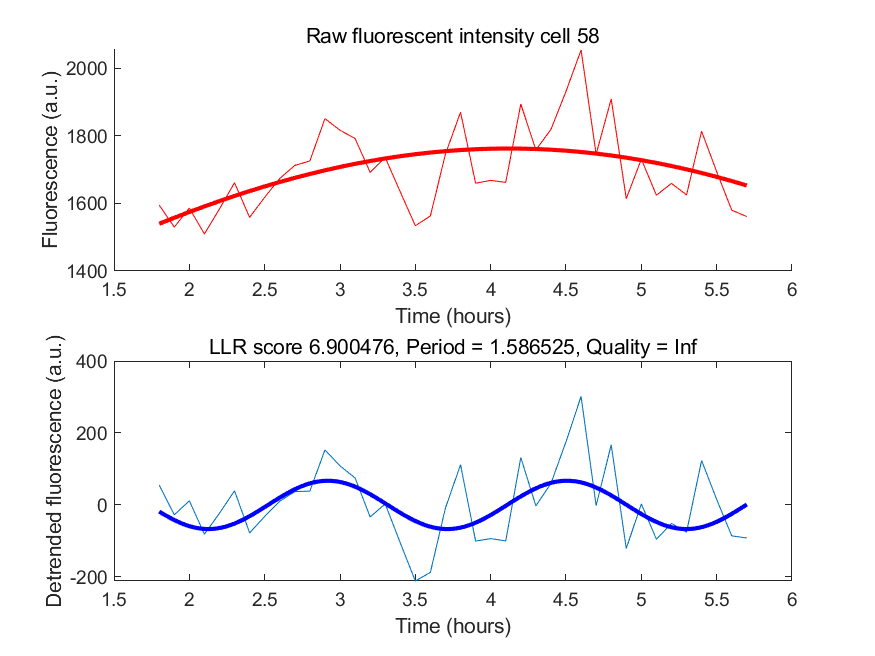 Raw fluorescent intensity cell 58
Fluorescence (a.u.)
2000
1800
1600
1400
1.5 2 2.5 3 3.5 4 4.5 5 5.5 6
Time (hours)
LLR score 6.900476, Period = 1.586525, Quality = Inf
Detrended fluorescence (a.u.)
400
200
0
-200
1.5 2 2.5 3 3.5 4 4.5 5 5.5 6
Time (hours)